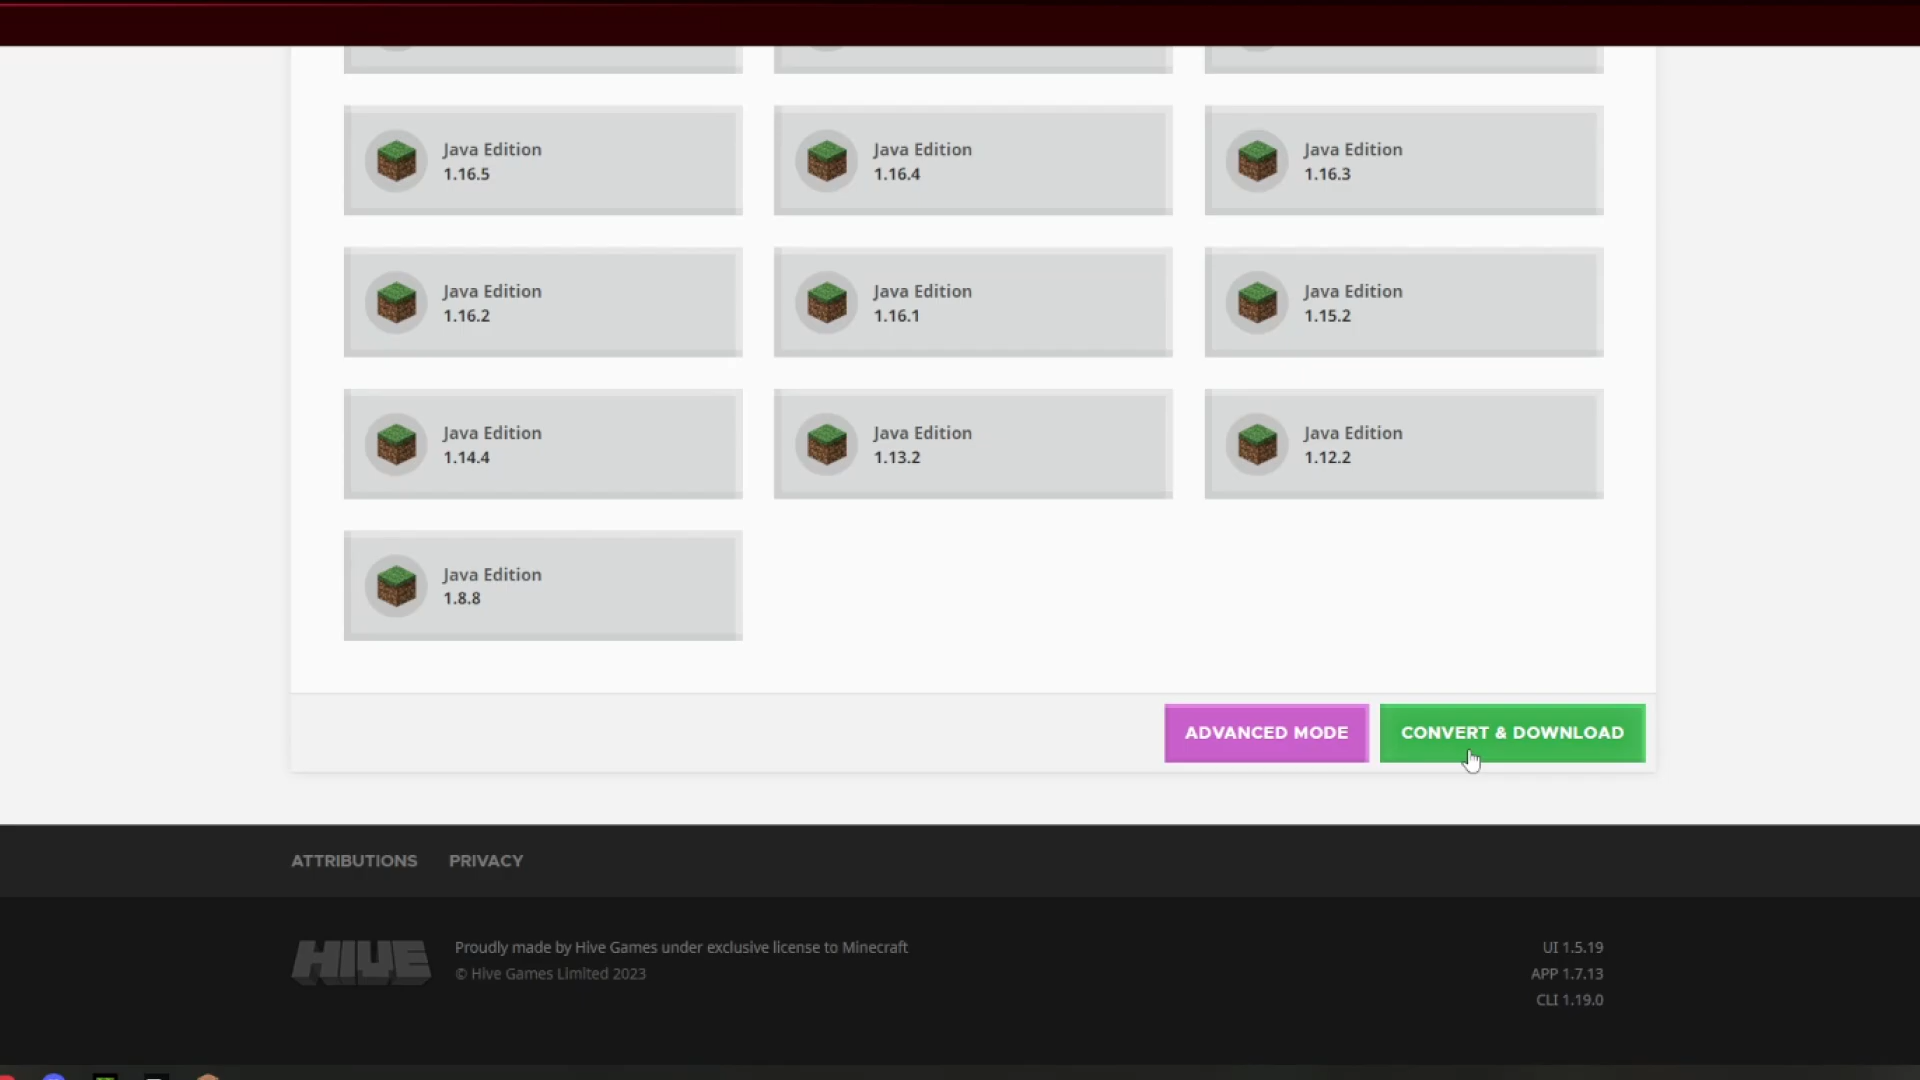 Java Edition
1.16.5
Java Edition
1.16.4
Java Edition
1.16.3
Java Edition
1.16.2
Java Edition
1.16.1
Java Edition
1.15.2
Java Edition
1.14.4
Java Edition
1.13.2
Java Edition
1.12.2
Java Edition
1.8.8
ADVANCED MODE
CONVERT & DOWNLOAD
ATTRIBUTIONS
PRIVACY
HIVE
Proudly made by Hive Games under exclusive license to Minecraft
© Hive Games Limited 2023
UI 1.5.19
APP 1.7.13
CLI 1.19.0